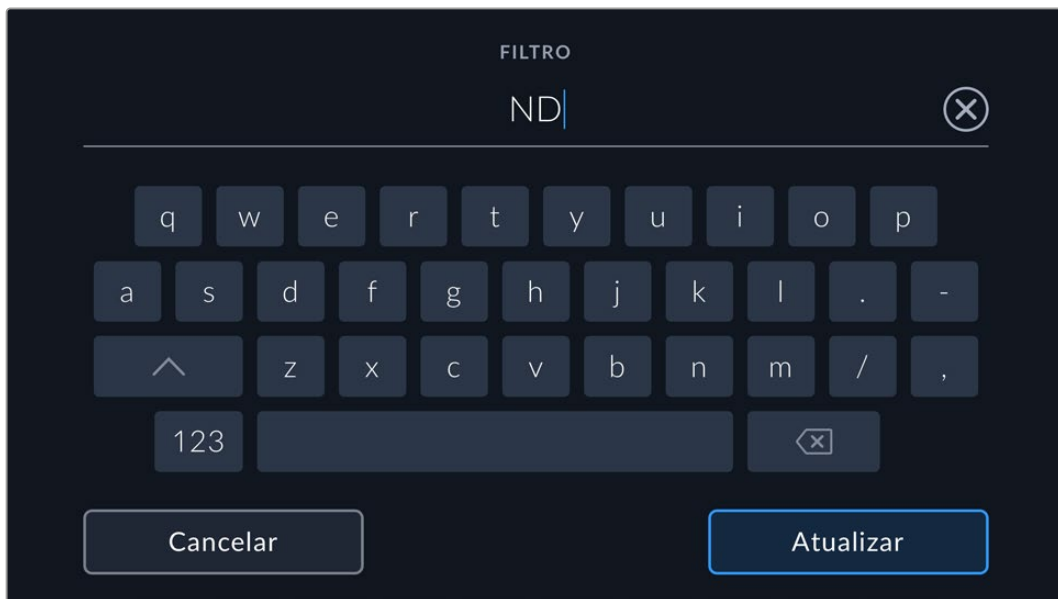 FILTRO
ND
q w e r t y u i o p
a s d f g h j k l . -
z x c v b n m / ,
123
Cancelar Atualizar